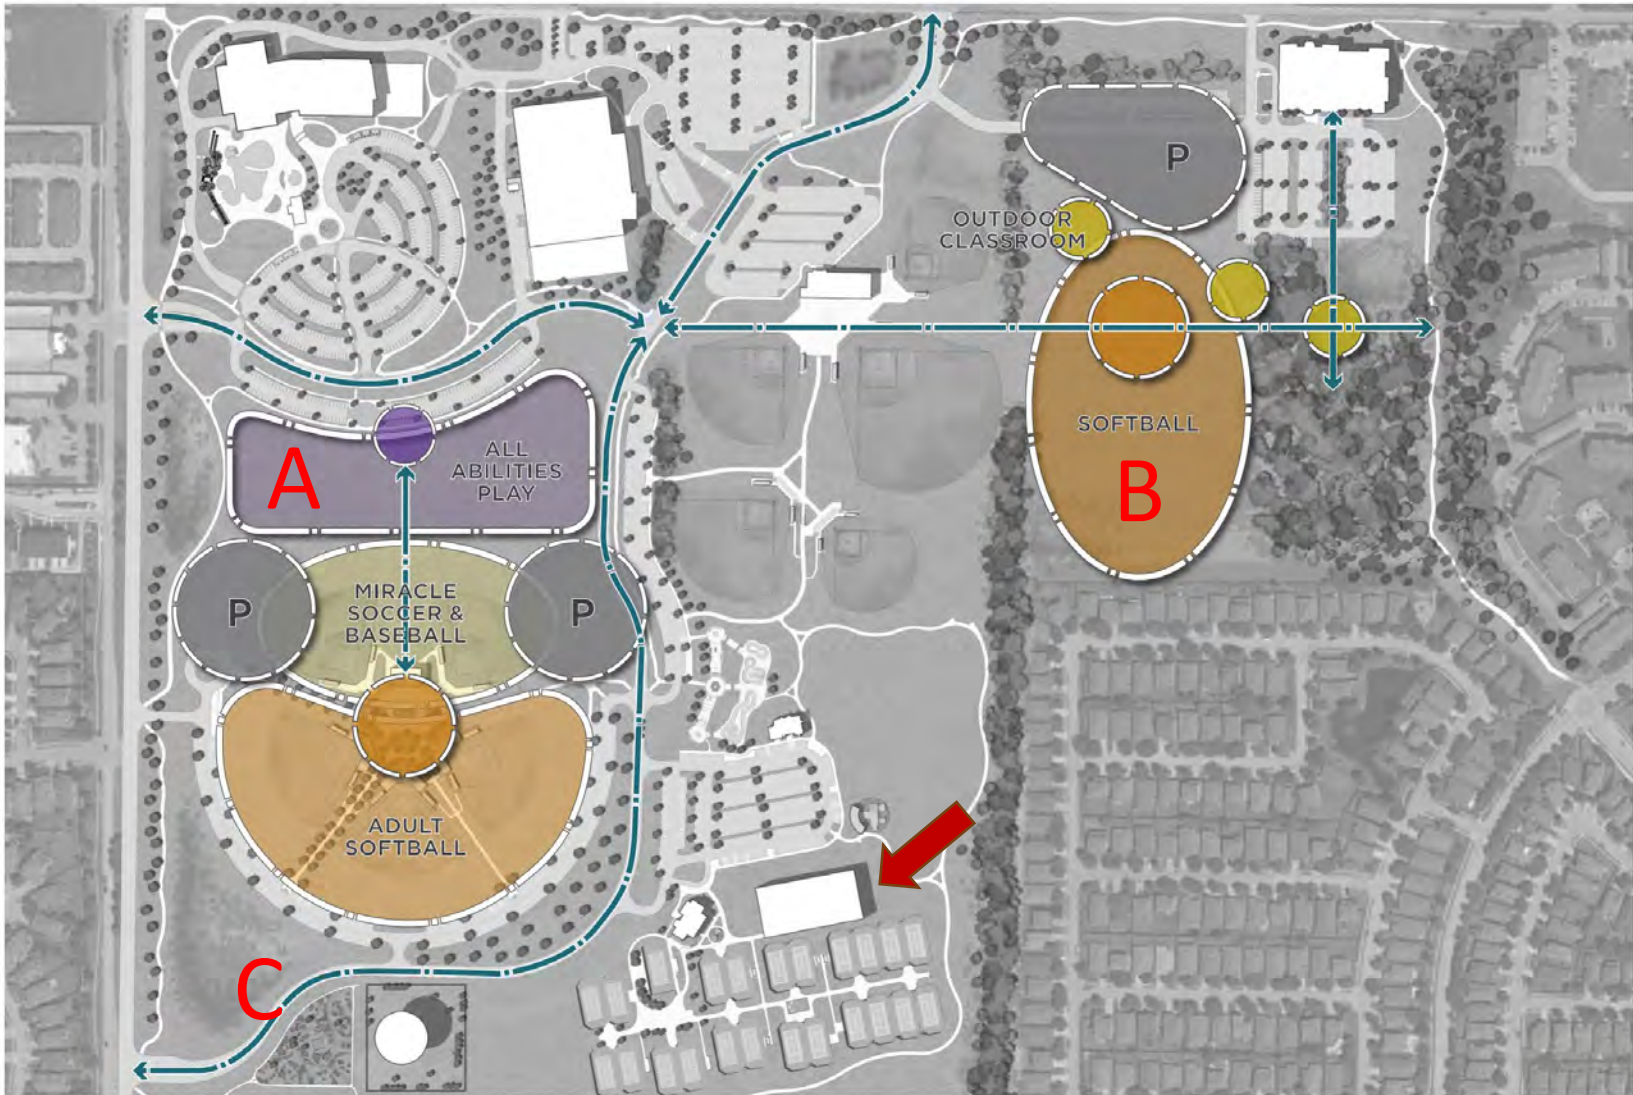 P
OUTDOOR
CLASSROOM
SOFTBALL
B
A
ALL
ABILITIES
PLAY
P
MIRACLE
SOCCER &
BASEBALL
P
ADULT
SOFTBALL
C